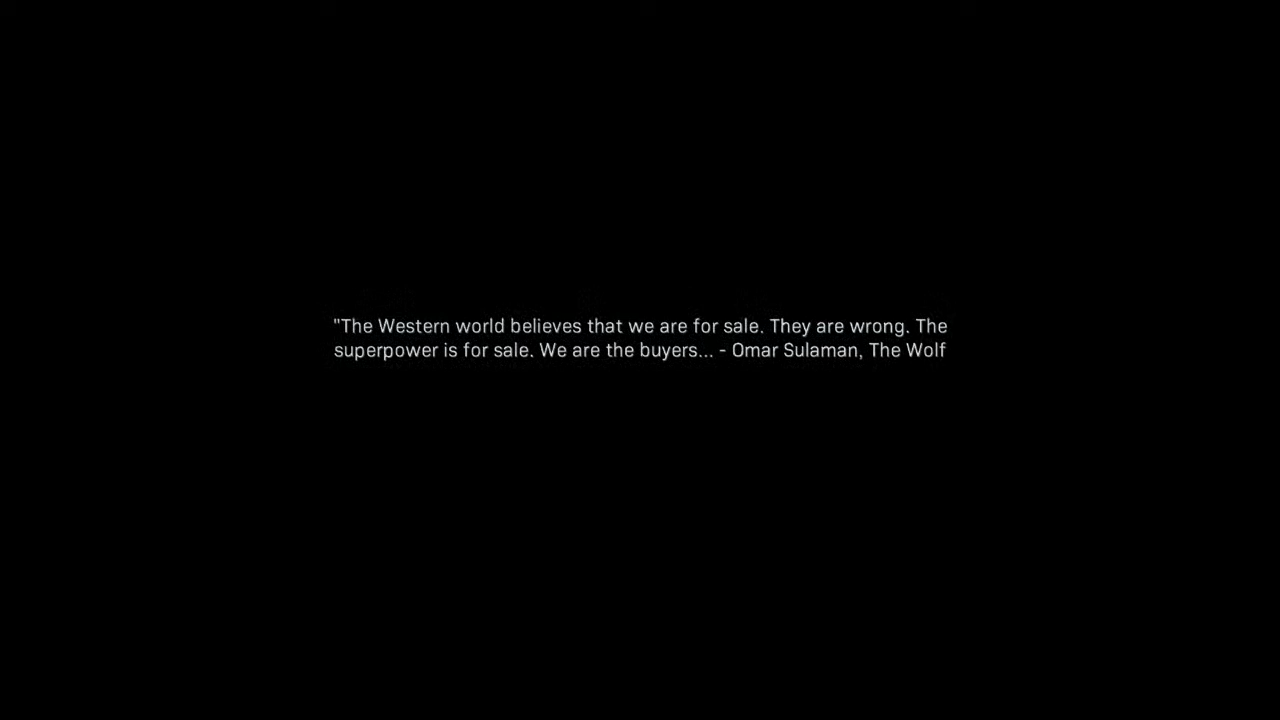 "The Western world believes that we are for sale. They are wrong. The
superpower is for sale. We are the buyers... - Omar Sulaman, The Wolf